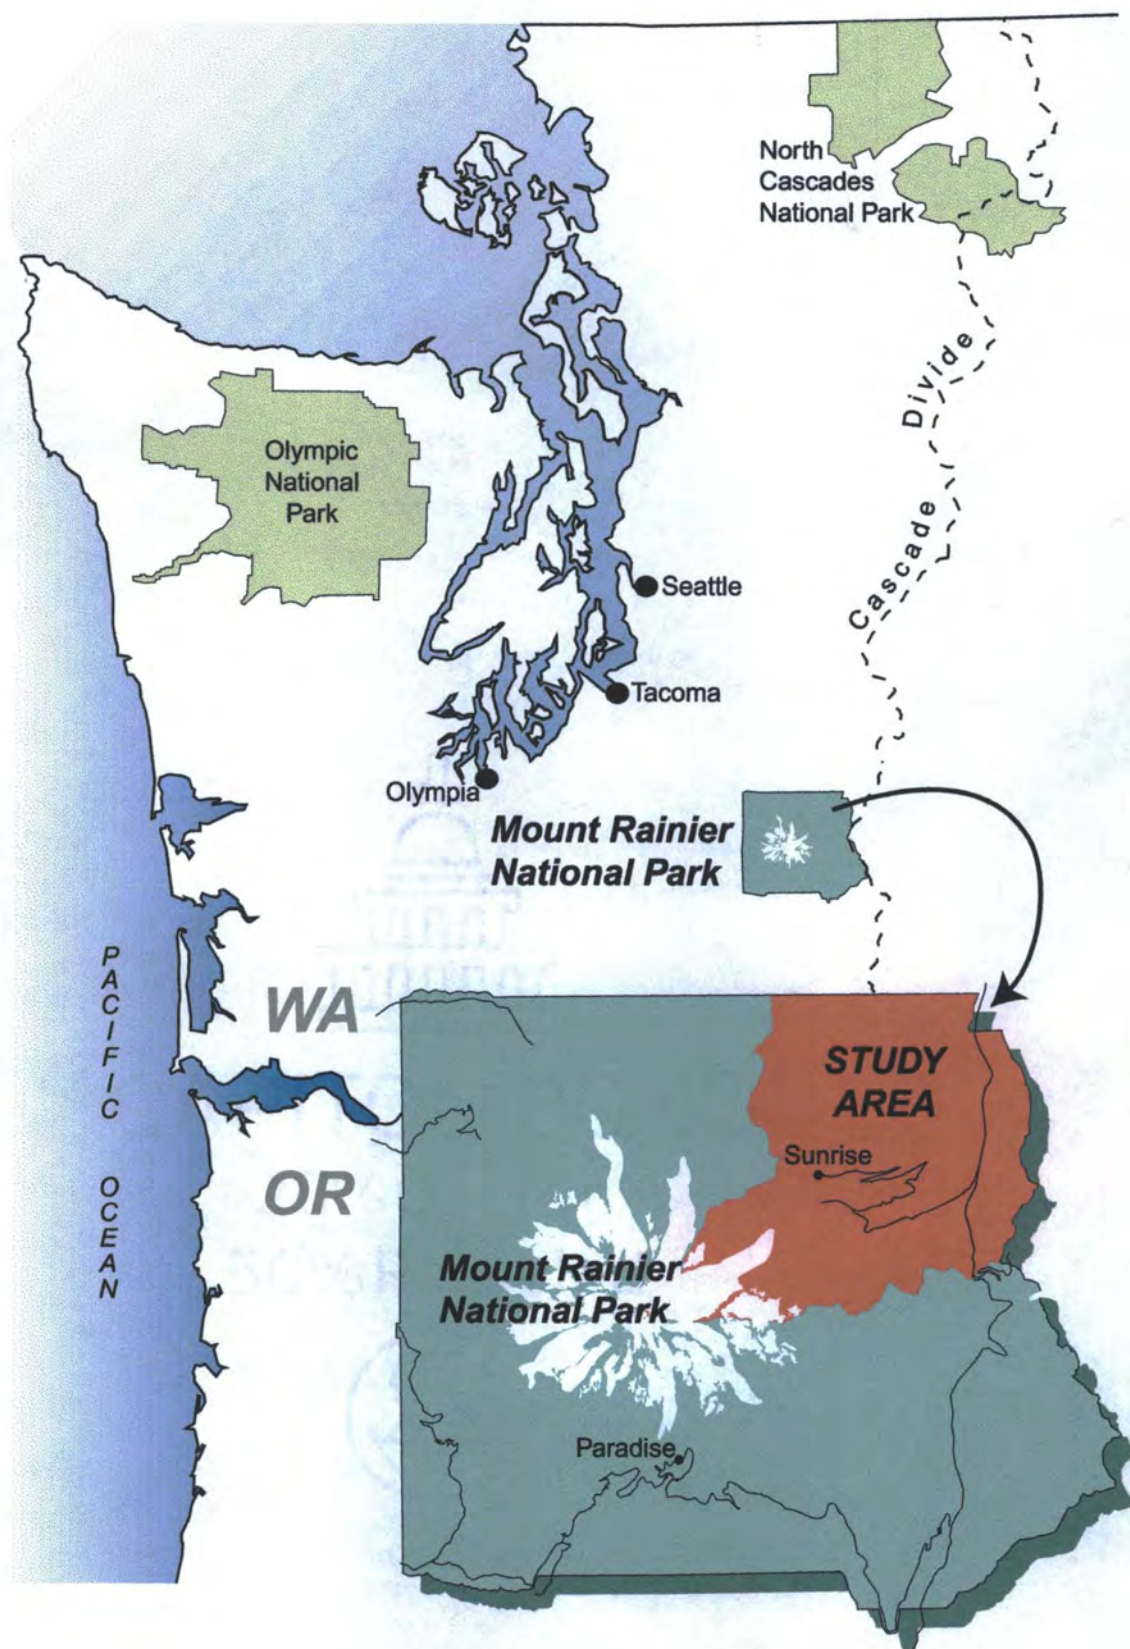 North
Cascades
National Park
Cascade Divide
Olympic
National
Park
Seattle
Tacoma
Olympia
Mount Rainier
National Park
WA
OR
PACIFIC OCEAN
STUDY
AREA
Sunrise
Mount Rainier
National Park
Paradise